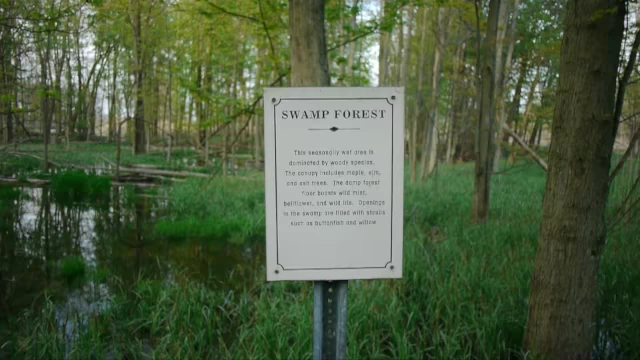 SWAMP FOREST
This seasonally wet area is
dominated by woody species.
The canopy includes maple, elm,
and ash trees. The damp forest
floor boasts wild mint,
bellflower, and wild iris. Openings
in the swamp are filled with shrubs
such as buttonbush and willow.